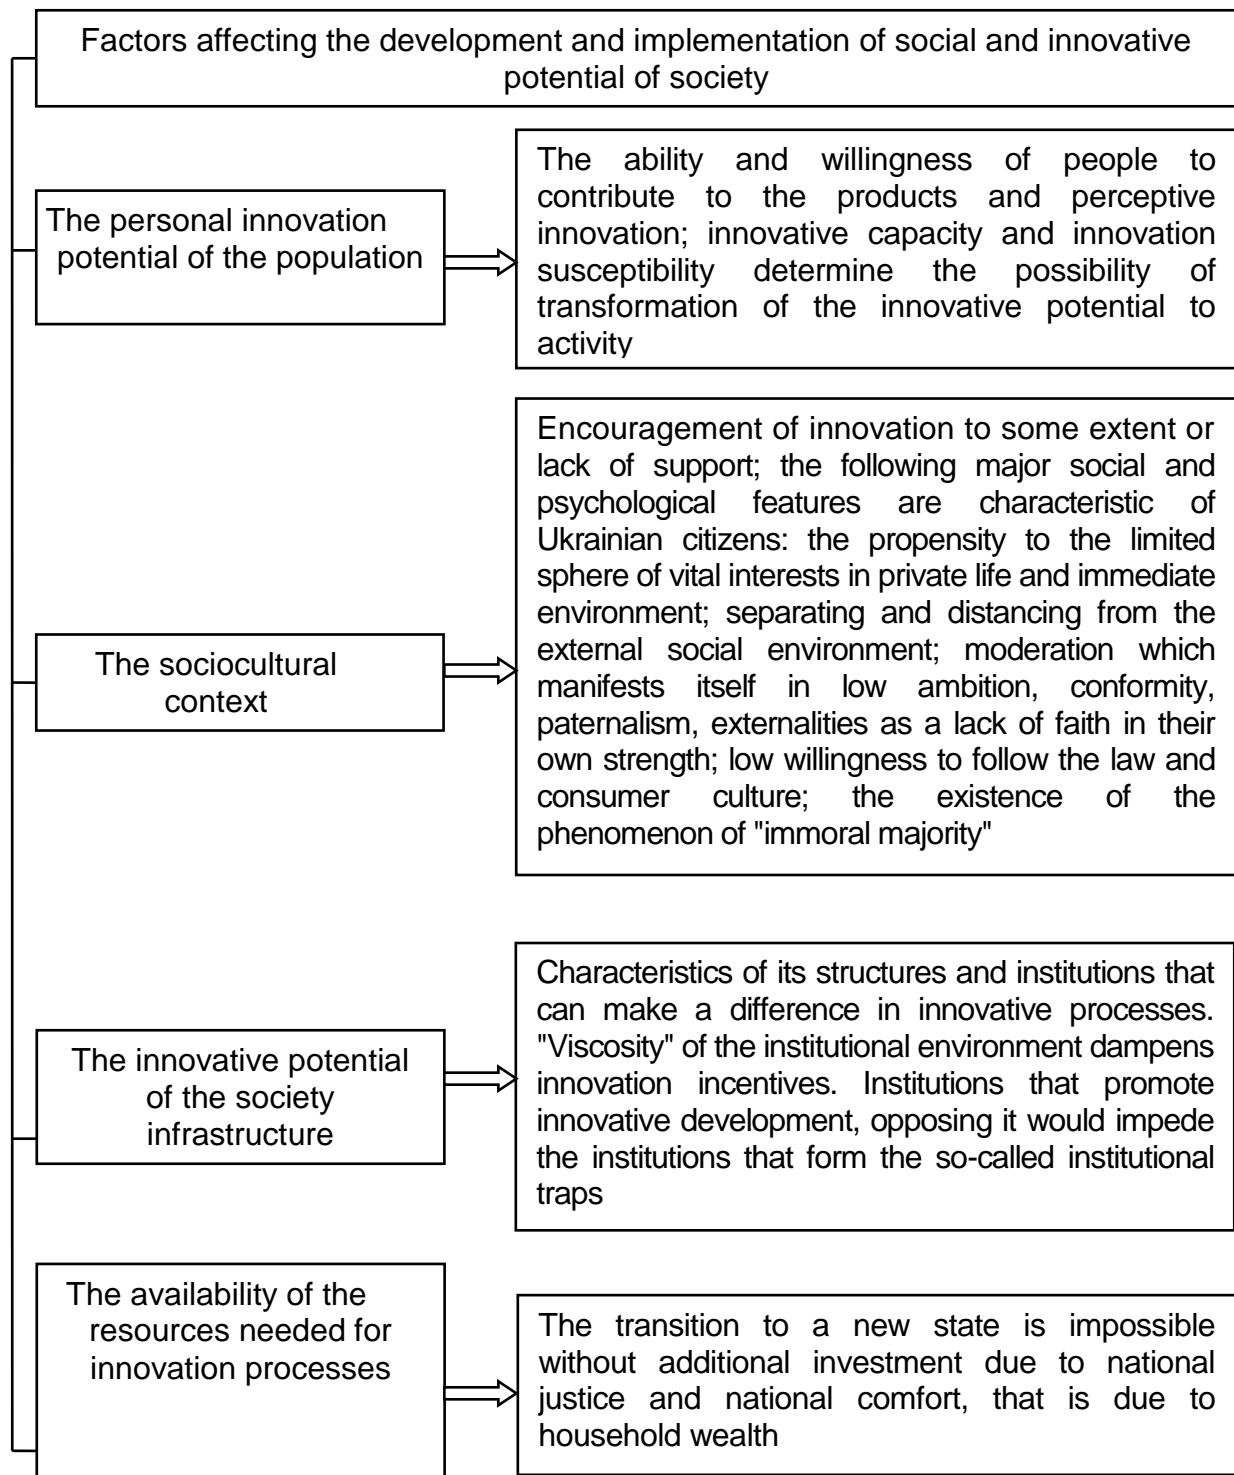 Factors affecting the development and implementation of social and innovative
potential of society
The personal innovation
potential of the population
The ability and willingness of people to
contribute to the products and perceptive
innovation; innovative capacity and innovation
susceptibility determine the possibility of
transformation of the innovative potential to
activity
The sociocultural
context
Encouragement of innovation to some extent or
lack of support; the following major social and
psychological features are characteristic of
Ukrainian citizens: the propensity to the limited
sphere of vital interests in private life and immediate
environment; separating and distancing from the
external social environment; moderation which
manifests itself in low ambition, conformity,
paternalism, externalities as a lack of faith in their
own strength; low willingness to follow the law and
consumer culture; the existence of the
phenomenon of "immoral majority"
The innovative potential
of the society
infrastructure
Characteristics of its structures and institutions that
can make a difference in innovative processes.
"Viscosity" of the institutional environment dampens
innovation incentives. Institutions that promote
innovative development, opposing it would impede
the institutions that form the so-called institutional
traps
The availability of the
resources needed for
innovation processes
The transition to a new state is impossible
without additional investment due to national
justice and national comfort, that is due to
household wealth